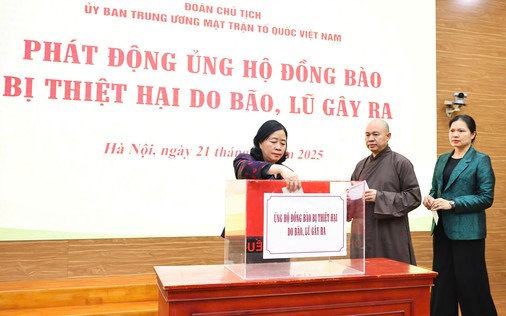 ĐOÀN CHỦ TỊCH
ỦY BAN TRUNG ƯƠNG MẶT TRẬN TỔ QUỐC VIỆT NAM
PHÁT ĐỘNG ỦNG HỘ ĐỒNG BÀO
BỊ THIỆT HẠI DO BÃO, LŨ GÂY RA
Hà Nội, ngày 21 tháng 2025
ỦNG HỘ ĐỒNG BÀO BỊ THIỆT HẠI
DO BÃO, LŨ GÂY RA